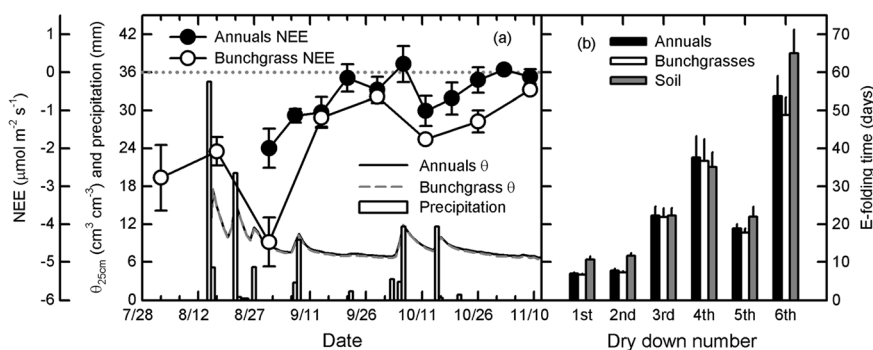 (a)
Annuals NEE
Bunchgrass NEE
NEE (μmol m-2 s-1)
1
0
-1
-2
-3
-4
-5
-6
θ25cm (cm3 cm-3) and precipitation (mm)
42
36
30
24
18
12
6
0
Annuals θ
Bunchgrass θ
Precipitation
7/28 8/12 8/27 9/11 9/26 10/11 10/26 11/10
Date
(b)
Annuals
Bunchgrasses
Soil
70
60
50
40
30
20
10
0
E-folding time (days)
1st 2nd 3rd 4th 5th 6th
Dry down number